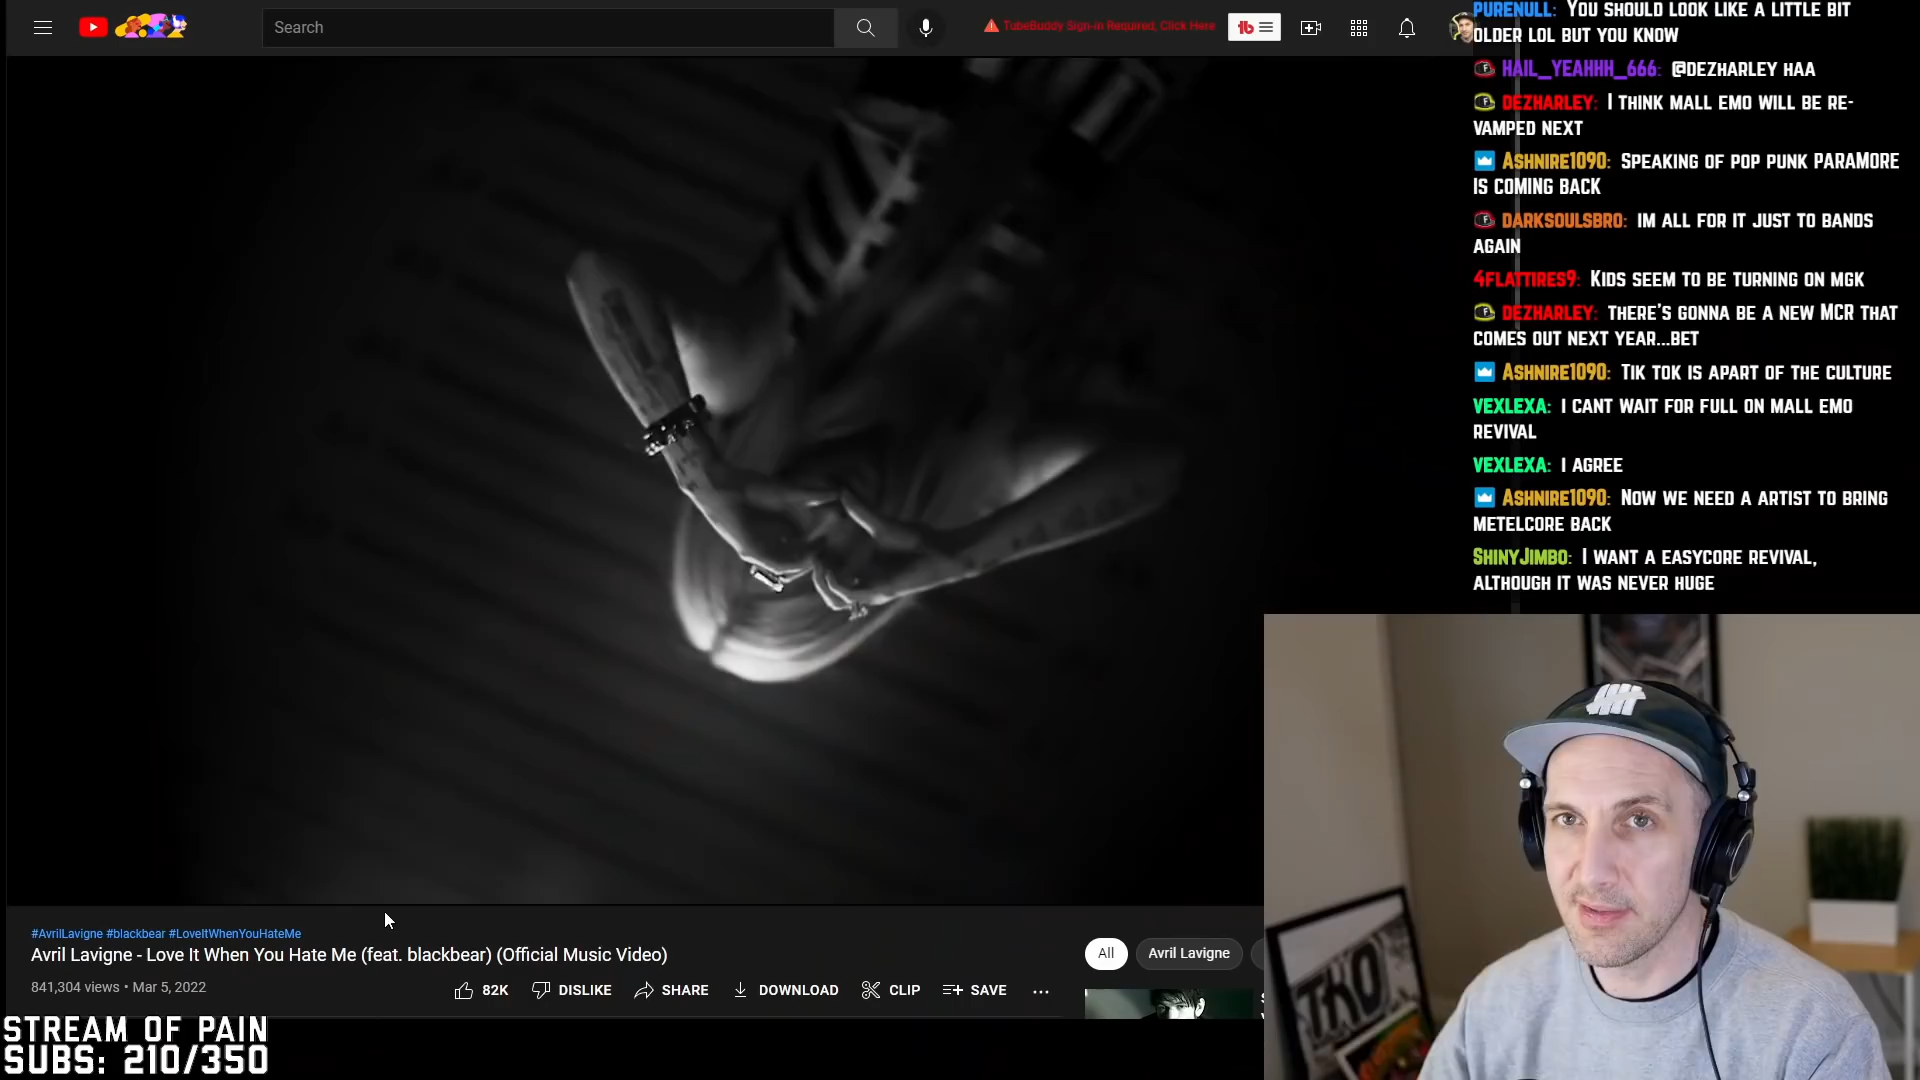 Search
TubeBuddy Sign-in Required, Click Here
tb
PURENULL: YOU SHOULD LOOK LIKE A LITTLE BIT
OLDER LOL BUT YOU KNOW
HAIL_YEAHHH_666: @DEZHARLEY HAA
DEZHARLEY: I THINK MALL EMO WILL BE RE-
VAMPED NEXT
ASHNIRE1090: SPEAKING OF POP PUNK PARAMORE
IS COMING BACK
DARKSOULSBRO: IM ALL FOR IT JUST TO BANDS
AGAIN
4FLATTIRES9: KIDS SEEM TO BE TURNING ON MGK
DEZHARLEY: THERE'S GONNA BE A NEW MCR THAT
COMES OUT NEXT YEAR...BET
ASHNIRE1090: TIK TOK IS APART OF THE CULTURE
VEXLEXA: I CANT WAIT FOR FULL ON MALL EMO
REVIVAL
VEXLEXA: I AGREE
ASHNIRE1090: NOW WE NEED A ARTIST TO BRING
METELCORE BACK
SHINYJIMBO: I WANT A EASYCORE REVIVAL,
ALTHOUGH IT WAS NEVER HUGE
#AvrilLavigne #blackbear #LoveItWhenYouHateMe
Avril Lavigne - Love It When You Hate Me (feat. blackbear) (Official Music Video)
841,304 views • Mar 5, 2022
82K
DISLIKE
SHARE
DOWNLOAD
CLIP
SAVE
All
Avril Lavigne
STREAM OF PAIN
SUBS: 210/350
TKO